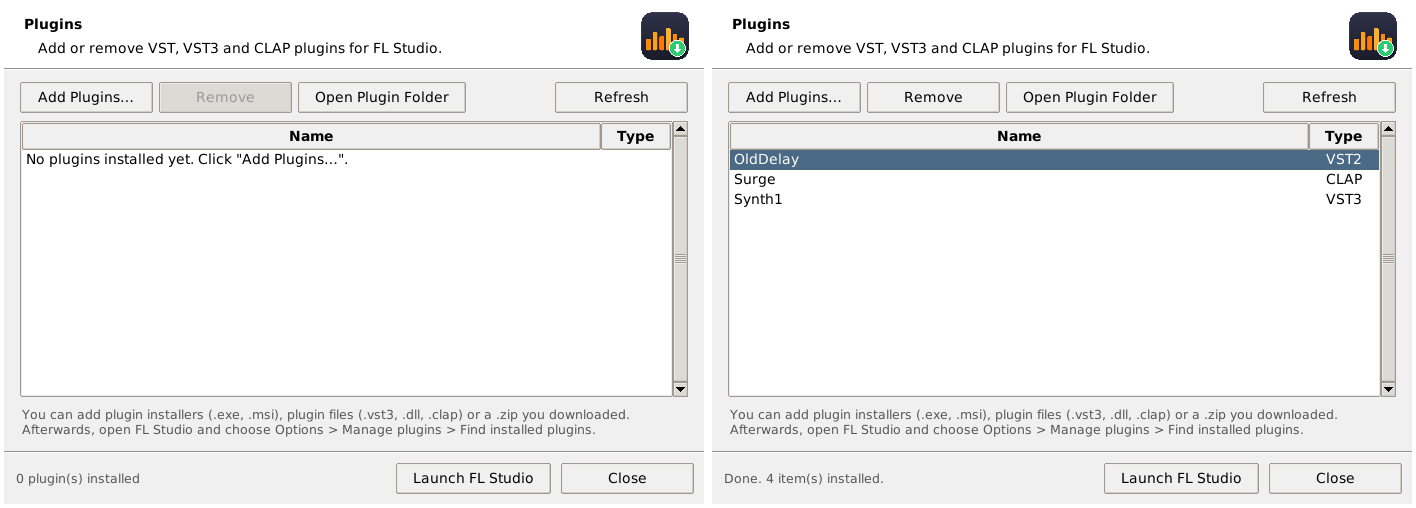 Plugins
Add or remove VST, VST3 and CLAP plugins for FL Studio.
Add Plugins... Remove Open Plugin Folder Refresh
Name Type
No plugins installed yet. Click "Add Plugins...".
You can add plugin installers (.exe, .msi), plugin files (.vst3, .dll, .clap) or a .zip you downloaded.
Afterwards, open FL Studio and choose Options > Manage plugins > Find installed plugins.
0 plugin(s) installed Launch FL Studio Close
Plugins
Add or remove VST, VST3 and CLAP plugins for FL Studio.
Add Plugins... Remove Open Plugin Folder Refresh
Name Type
OldDelay VST2
Surge CLAP
Synth1 VST3
You can add plugin installers (.exe, .msi), plugin files (.vst3, .dll, .clap) or a .zip you downloaded.
Afterwards, open FL Studio and choose Options > Manage plugins > Find installed plugins.
Done. 4 item(s) installed. Launch FL Studio Close